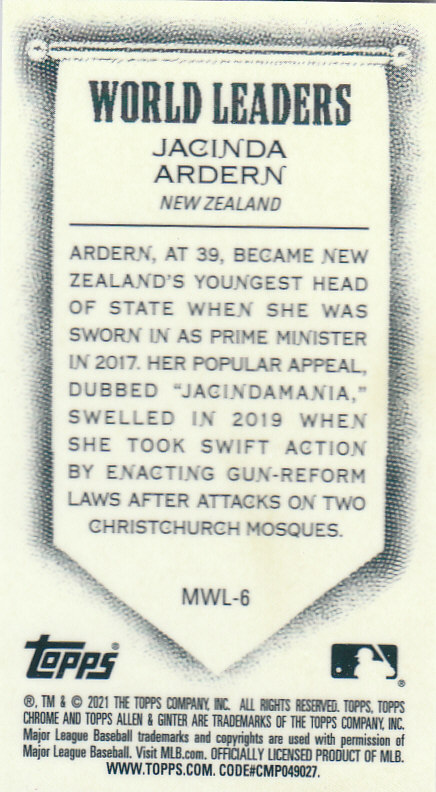 WORLD LEADERS
JACINDA
ARDERN
NEW ZEALAND
ARDERN, AT 39, BECAME NEW
ZEALAND'S YOUNGEST HEAD
OF STATE WHEN SHE WAS
SWORN IN AS PRIME MINISTER
IN 2017. HER POPULAR APPEAL,
DUBBED “JACINDAMANIA,”
SWELLED IN 2019 WHEN
SHE TOOK SWIFT ACTION
BY ENACTING GUN-REFORM
LAWS AFTER ATTACKS ON TWO
CHRISTCHURCH MOSQUES.
MWL-6
TOPPS® ®
®, TM & © 2021 THE TOPPS COMPANY, INC. ALL RIGHTS RESERVED. TOPPS, TOPPS
CHROME AND TOPPS ALLEN & GINTER ARE TRADEMARKS OF THE TOPPS COMPANY, INC.
Major League Baseball trademarks and copyrights are used with permission of
Major League Baseball. Visit MLB.com. OFFICIALLY LICENSED PRODUCT OF MLB.
WWW.TOPPS.COM. CODE#CMP049027.